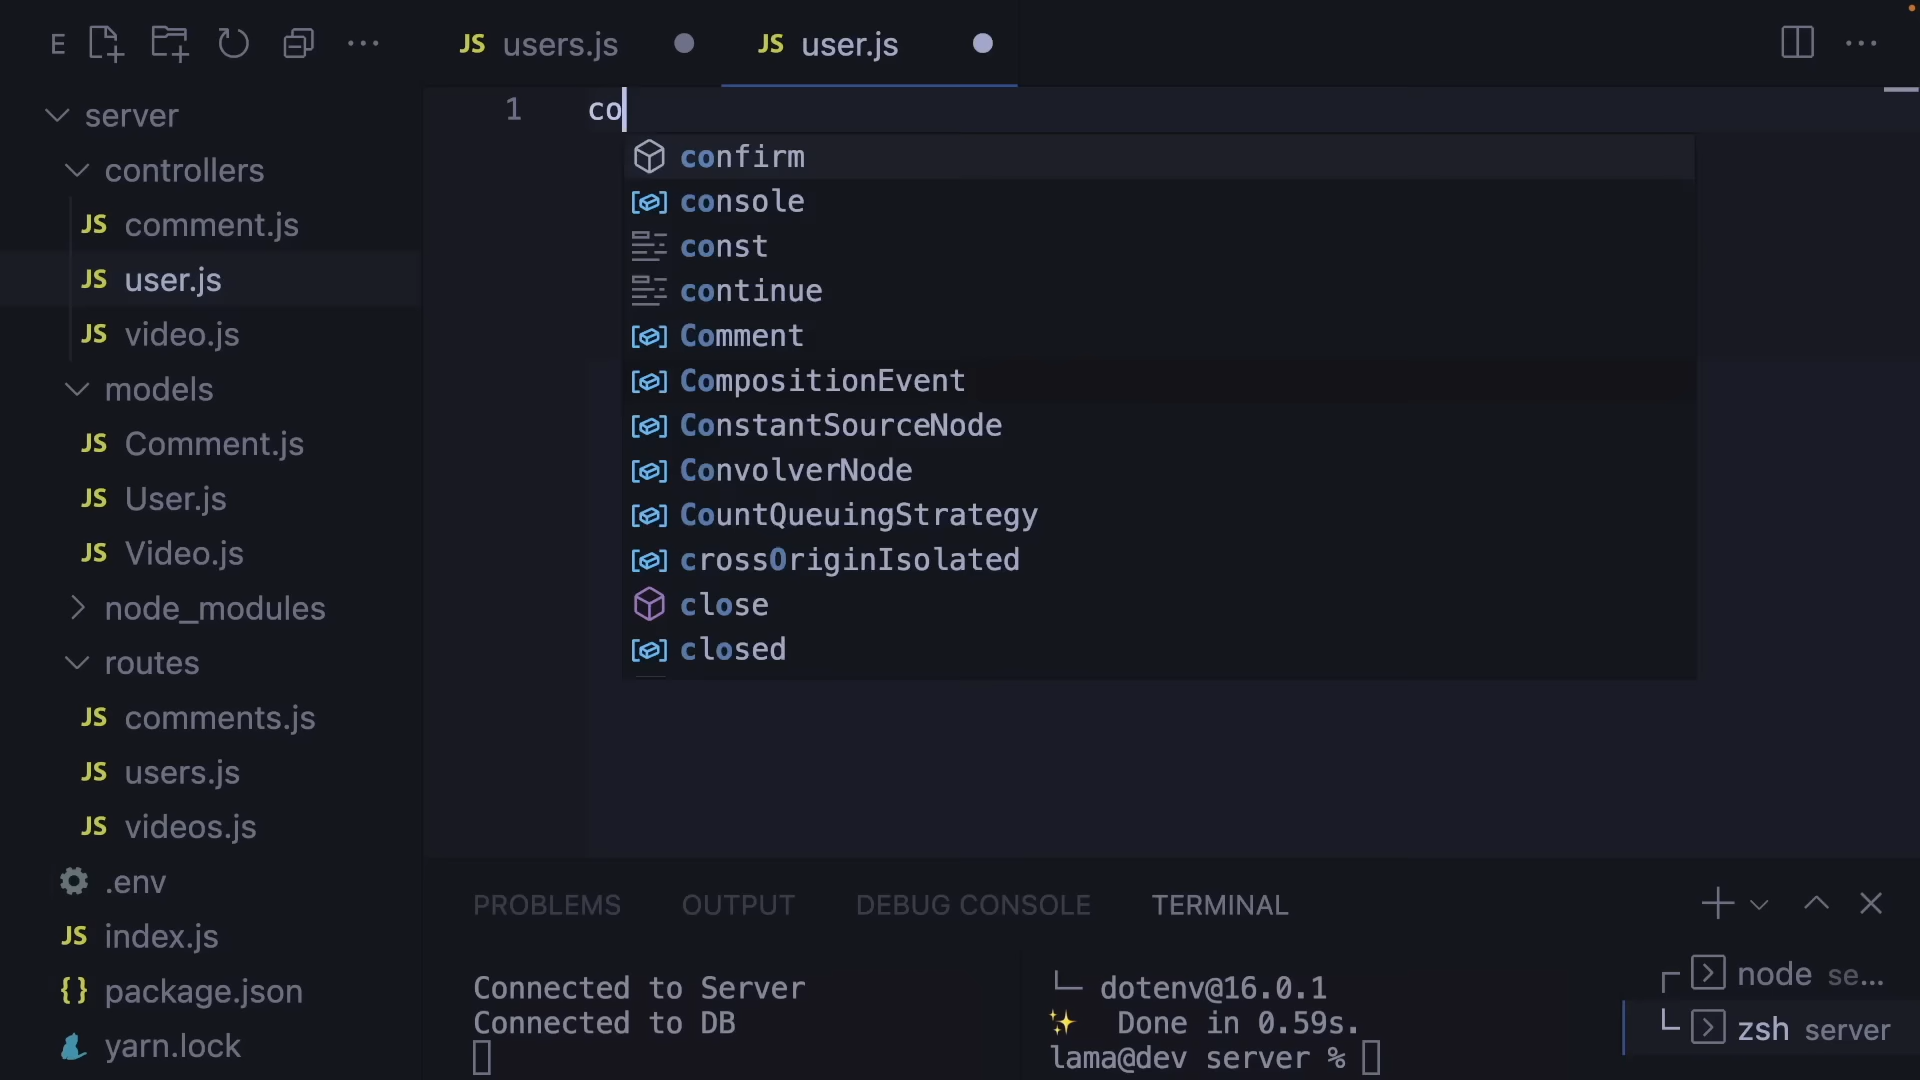 E
JS users.js
JS user.js
server
controllers
JS comment.js
JS user.js
JS video.js
models
JS Comment.js
JS User.js
JS Video.js
node_modules
routes
JS comments.js
JS users.js
JS videos.js
.env
JS index.js
{} package.json
yarn.lock
1 co
confirm
console
const
continue
Comment
CompositionEvent
ConstantSourceNode
ConvolverNode
CountQueuingStrategy
crossOriginIsolated
close
closed
PROBLEMS OUTPUT DEBUG CONSOLE TERMINAL
Connected to Server
Connected to DB
└─ dotenv@16.0.1
✨ Done in 0.59s.
lama@dev server %
node se...
zsh server